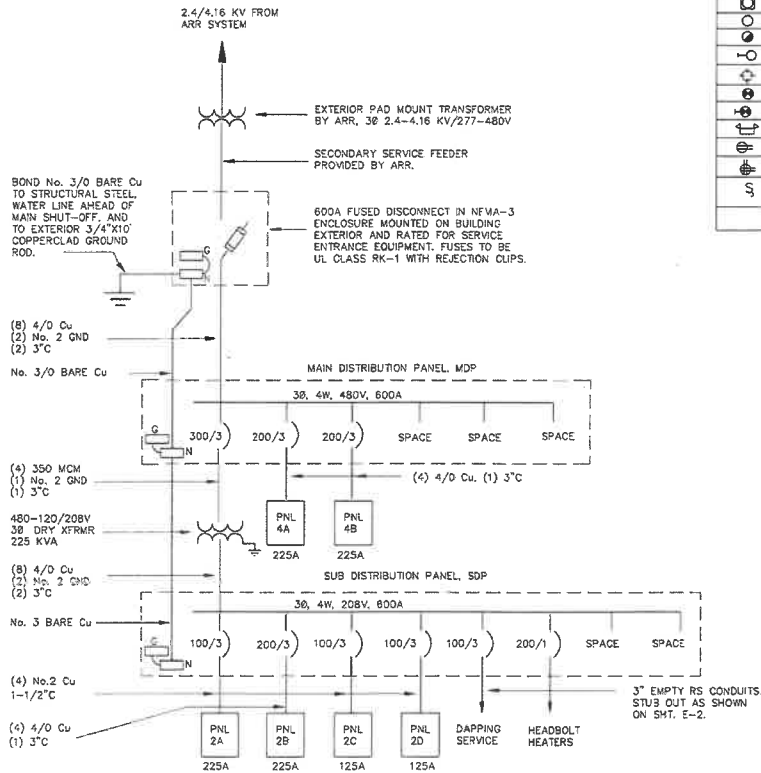 2.4/4.16 KV FROM
ARR SYSTEM
EXTERIOR PAD MOUNT TRANSFORMER
BY ARR, 3Ø 2.4-4.16 KV/277-480V
SECONDARY SERVICE FEEDER
PROVIDED BY ARR.
BOND No. 3/0 BARE Cu
TO STRUCTURAL STEEL,
WATER LINE AHEAD OF
MAIN SHUT-OFF, AND
TO EXTERIOR 3/4"X10'
COPPERCLAD GROUND
ROD.
600A FUSED DISCONNECT IN NEMA-3
ENCLOSURE MOUNTED ON BUILDING
EXTERIOR AND RATED FOR SERVICE
ENTRANCE EQUIPMENT. FUSES TO BE
UL CLASS RK-1 WITH REJECTION CLIPS.
G
N
(8) 4/0 Cu
(2) No. 2 GND
(2) 3"C
No. 3/0 BARE Cu
MAIN DISTRIBUTION PANEL, MDP
3Ø, 4W, 480V, 600A
G
N
300/3
200/3
200/3
SPACE
SPACE
SPACE
(4) 350 MCM
(1) No. 2 GND
(1) 3"C
(4) 4/0 Cu, (1) 3"C
PNL
4A
225A
PNL
4B
225A
480-120/208V
3Ø DRY XFRMR
225 KVA
(8) 4/0 Cu
(2) No. 2 GND
(2) 3"C
SUB DISTRIBUTION PANEL, SDP
3Ø, 4W, 208V, 600A
No. 3 BARE Cu
G
N
100/3
200/3
100/3
100/3
100/3
200/1
SPACE
SPACE
(4) No.2 Cu
1-1/2"C
(4) 4/0 Cu
(1) 3"C
PNL
2A
225A
PNL
2B
225A
PNL
2C
125A
PNL
2D
125A
DAPPING
SERVICE
HEADBOLT
HEATERS
3" EMPTY RS CONDUITS.
STUB OUT AS SHOWN
ON SHT. E-2.
S